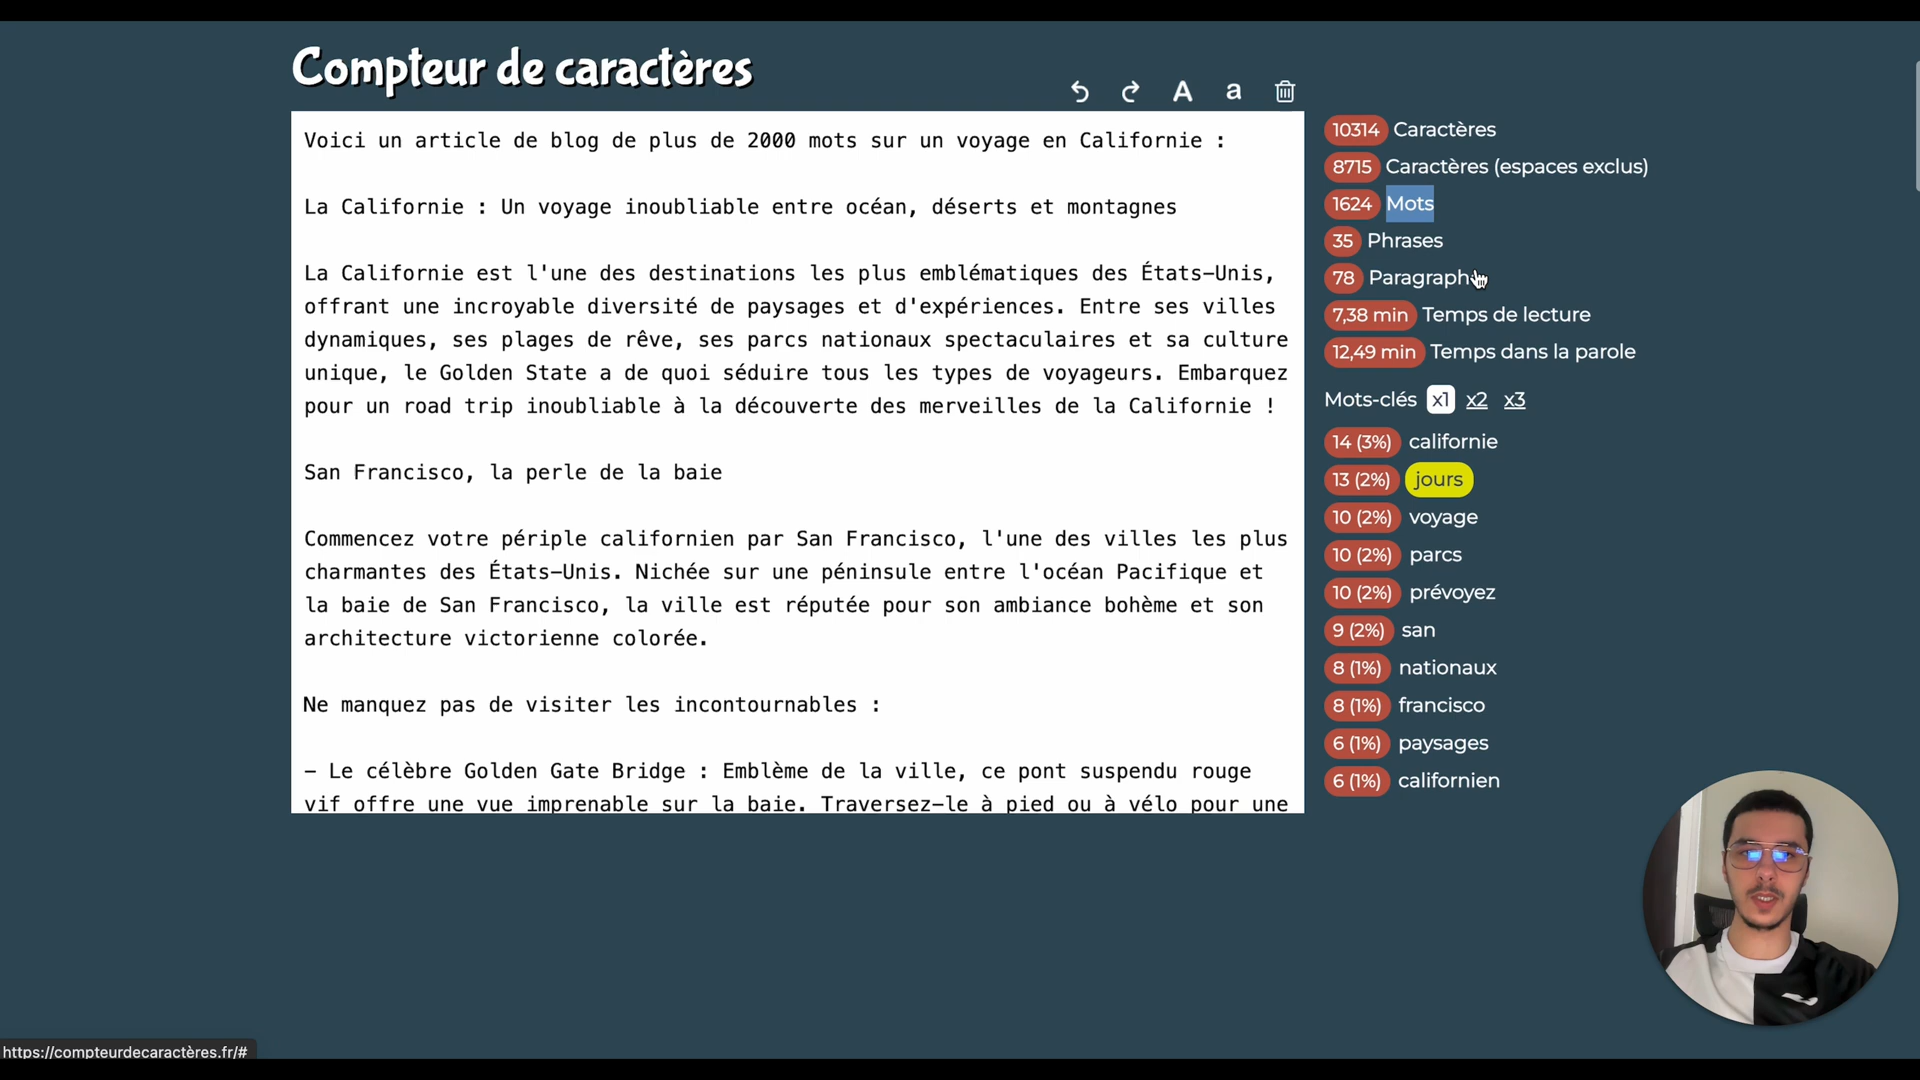 Compteur de caractères
A a
Voici un article de blog de plus de 2000 mots sur un voyage en Californie :
La Californie : Un voyage inoubliable entre océan, déserts et montagnes
La Californie est l'une des destinations les plus emblématiques des États-Unis,
offrant une incroyable diversité de paysages et d'expériences. Entre ses villes
dynamiques, ses plages de rêve, ses parcs nationaux spectaculaires et sa culture
unique, le Golden State a de quoi séduire tous les types de voyageurs. Embarquez
pour un road trip inoubliable à la découverte des merveilles de la Californie !
San Francisco, la perle de la baie
Commencez votre périple californien par San Francisco, l'une des villes les plus
charmantes des États-Unis. Nichée sur une péninsule entre l'océan Pacifique et
la baie de San Francisco, la ville est réputée pour son ambiance bohème et son
architecture victorienne colorée.
Ne manquez pas de visiter les incontournables :
– Le célèbre Golden Gate Bridge : Emblème de la ville, ce pont suspendu rouge
vif offre une vue imprenable sur la baie. Traversez-le à pied ou à vélo pour une
10314 Caractères
8715 Caractères (espaces exclus)
1624 Mots
35 Phrases
78 Paragraph
7,38 min Temps de lecture
12,49 min Temps dans la parole
Mots-clés x1 x2 x3
14 (3%) californie
13 (2%) jours
10 (2%) voyage
10 (2%) parcs
10 (2%) prévoyez
9 (2%) san
8 (1%) nationaux
8 (1%) francisco
6 (1%) paysages
6 (1%) californien
https://compteurdecaractères.fr/#